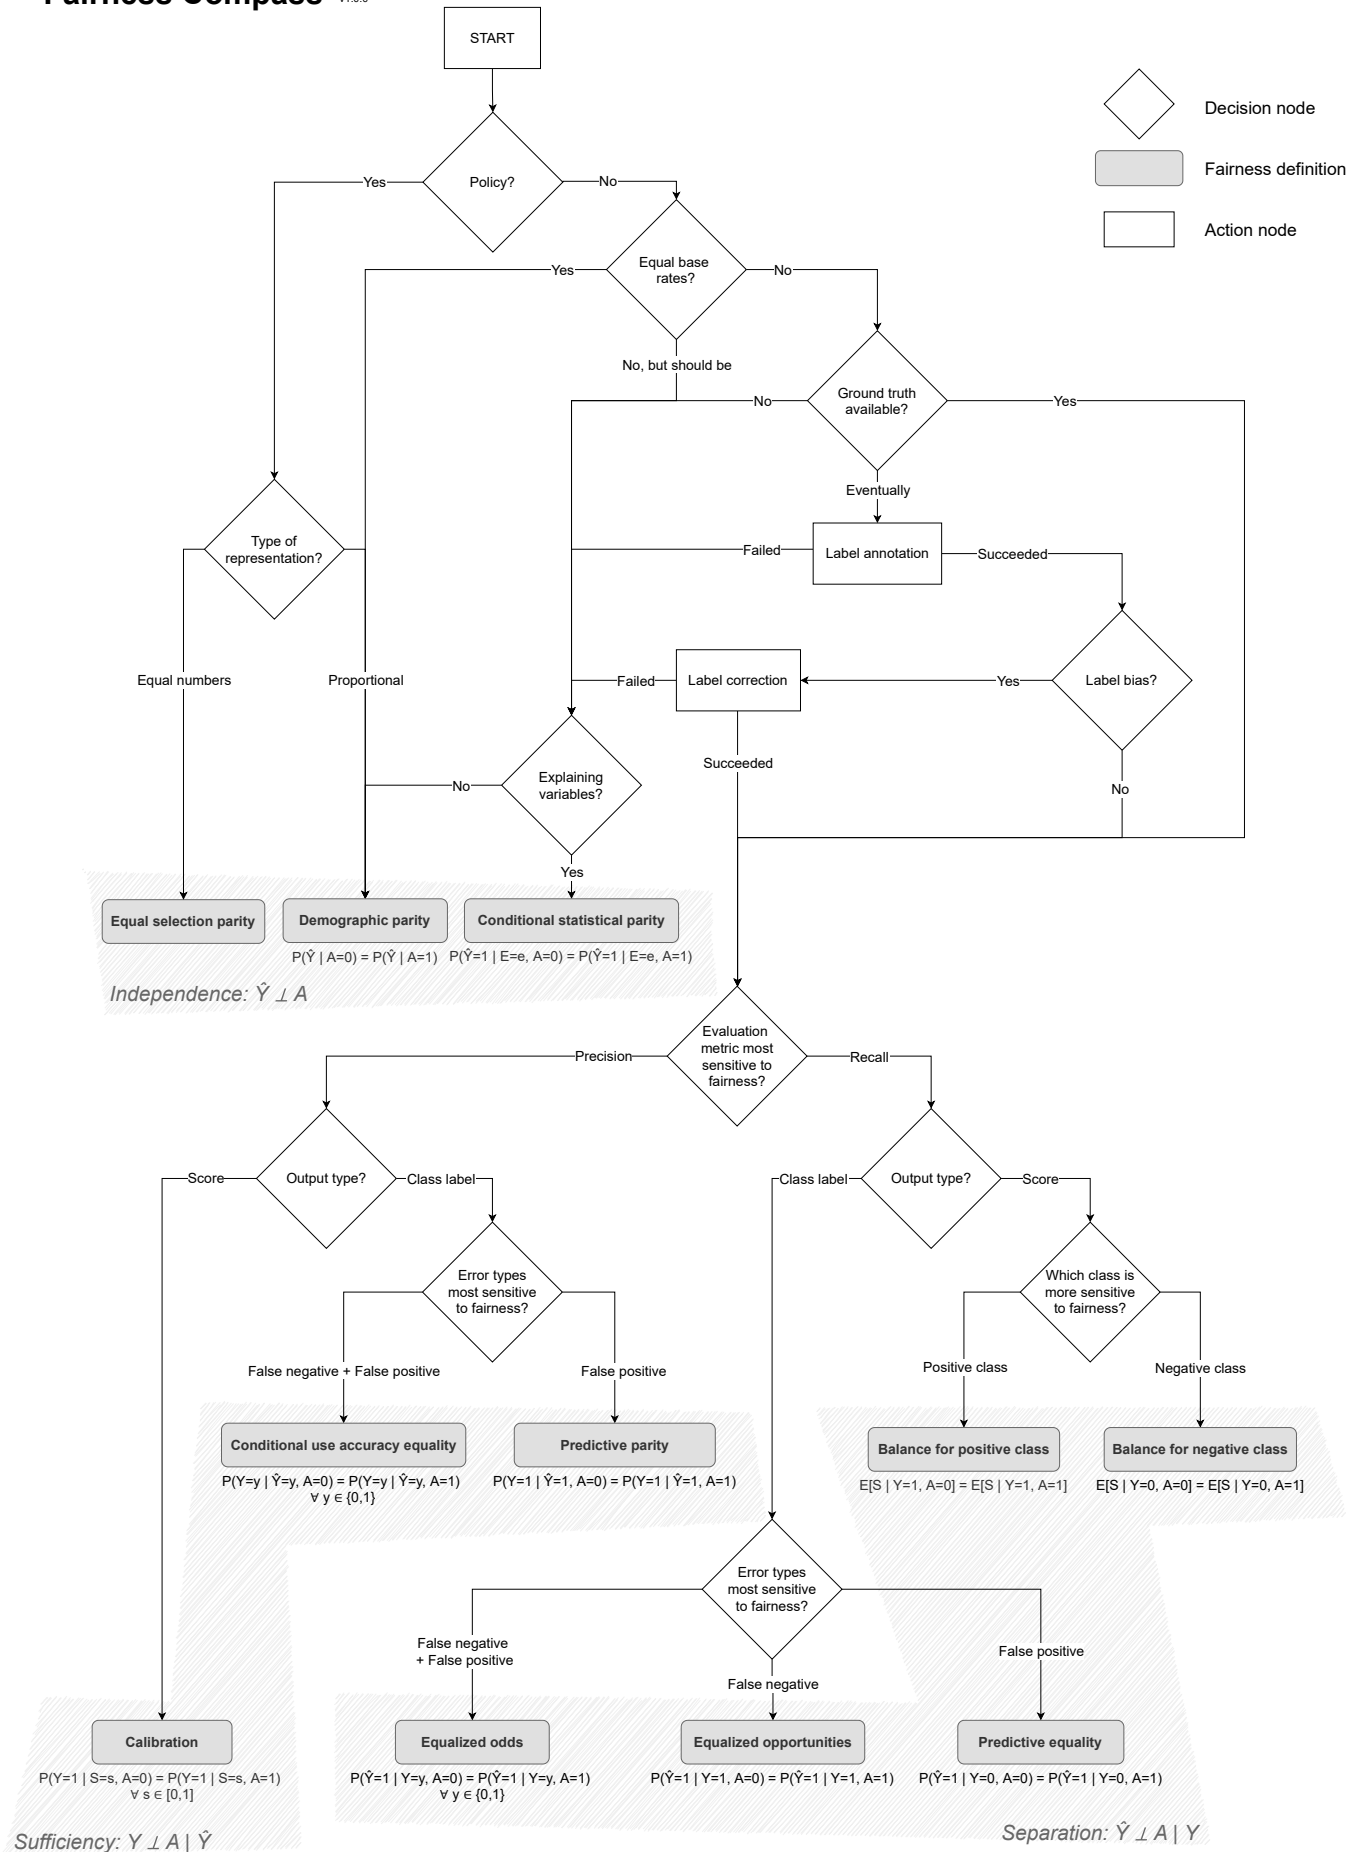 Fairness Compass
START
Decision node
Fairness definition
Action node
Policy?
Yes
No
Equal base
rates?
Yes
No
No, but should be
Ground truth
available?
No
Yes
Eventually
Type of
representation?
Label annotation
Failed
Succeeded
Equal numbers
Proportional
Label correction
Failed
Yes
Label bias?
Succeeded
No
Explaining
variables?
No
Yes
Equal selection parity
Demographic parity
Conditional statistical parity
P(Ŷ | A=0) = P(Ŷ | A=1)
P(Ŷ=1 | E=e, A=0) = P(Ŷ=1 | E=e, A=1)
Independence: Ŷ ⊥ A
Evaluation
metric most
sensitive to
fairness?
Precision
Recall
Output type?
Score
Class label
Output type?
Class label
Score
Error types
most sensitive
to fairness?
Which class is
more sensitive
to fairness?
False negative + False positive
False positive
Positive class
Negative class
Conditional use accuracy equality
Predictive parity
Balance for positive class
Balance for negative class
P(Y=y | Ŷ=y, A=0) = P(Y=y | Ŷ=y, A=1)
∀ y ∈ {0,1}
P(Y=1 | Ŷ=1, A=0) = P(Y=1 | Ŷ=1, A=1)
E[S | Y=1, A=0] = E[S | Y=1, A=1]
E[S | Y=0, A=0] = E[S | Y=0, A=1]
Error types
most sensitive
to fairness?
False negative
+ False positive
False negative
False positive
Calibration
Equalized odds
Equalized opportunities
Predictive equality
P(Y=1 | S=s, A=0) = P(Y=1 | S=s, A=1)
∀ s ∈ [0,1]
P(Ŷ=1 | Y=y, A=0) = P(Ŷ=1 | Y=y, A=1)
∀ y ∈ {0,1}
P(Ŷ=1 | Y=1, A=0) = P(Ŷ=1 | Y=1, A=1)
P(Ŷ=1 | Y=0, A=0) = P(Ŷ=1 | Y=0, A=1)
Sufficiency: Y ⊥ A | Ŷ
Separation: Ŷ ⊥ A | Y